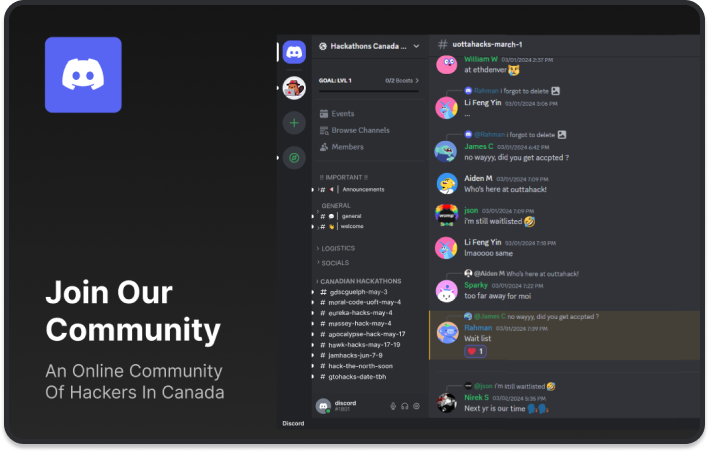 Join Our
Community
An Online Community
Of Hackers In Canada
Hackathons Canada ...
GOAL: LVL 1
0/2 Boosts
Events
Browse Channels
Members
!! IMPORTANT !!
# | Announcements
GENERAL
# | general
# | welcome
LOGISTICS
SOCIALS
CANADIAN HACKATHONS
# gdscguelph-may-3
# moral-code-uoft-may-4
# eureka-hacks-may-4
# massey-hack-may-4
# apocalypse-hack-may-17
# hawk-hacks-may-17-19
# jamhacks-jun-7-9
# hack-the-north-soon
# gtohacks-date-tbh
discord
#1807
Discord
# uottahacks-march-1
William W 03/01/2024 2:37 PM
at ethdenver 😿
Rahman i forgot to delete
Li Feng Yin 03/01/2024 3:06 PM
...
@Rahman i forgot to delete
James C 03/01/2024 6:42 PM
no wayyy, did you get accpted ?
Aiden M 03/01/2024 7:09 PM
Who's here at outtahack!
json 03/01/2024 7:09 PM
womp
i'm still waitlisted 🤣
Li Feng Yin 03/01/2024 7:18 PM
lmaoooo same
@Aiden M Who's here at outtahack!
Sparky 03/01/2024 7:22 PM
too far away for moi
@James C no wayyy, did you get accpted ?
Rahman 03/01/2024 7:39 PM
Wait list
❤️ 1
@json i'm still waitlisted 🤣
Nirek S 03/02/2024 5:35 PM
Next yr is our time 🗣️🗣️